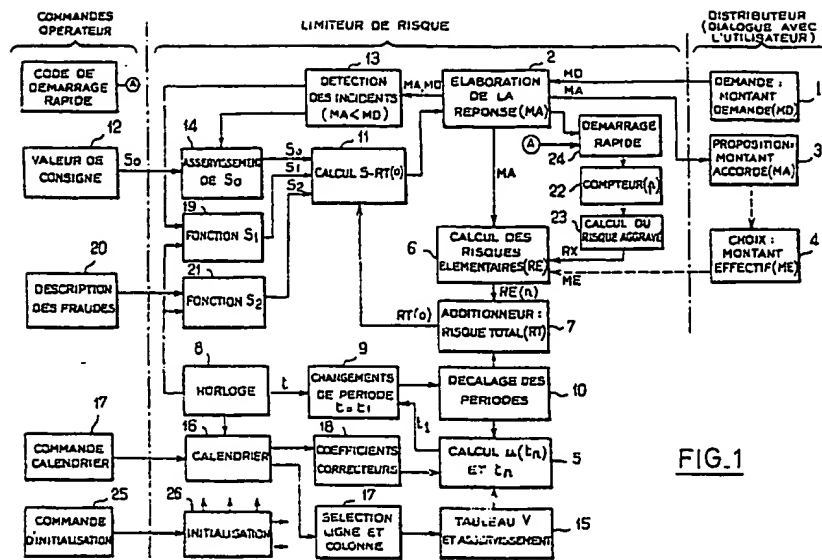 COMMANDES
OPERATEUR
LIMITEUR DE RISQUE
DISTRIBUTEUR
(DIALOGUE AVEC
L'UTILISATEUR)
CODE DE
DEMARRAGE
RAPIDE
A
13
DETECTION
DES INCIDENTS
(MA<MD)
MA,MD
2
ELABORATION
DE LA
REPONSE(MA)
MD
MA
DEMANDE:
MONTANT
DEMANDE(MD)
1
12
VALEUR DE
CONSIGNE
So
14
ASSERVISSEMENT
DE So
So
S1
S2
11
CALCUL S-RT(o)
A
DEMARRAGE
RAPIDE
24
PROPOSITION:
MONTANT
ACCORDE(MA)
3
MA
22
COMPTEUR(p)
19
FONCTION S1
23
CALCUL DU
RISQUE AGGRAVE
RX
6
CALCUL DES
RISQUES
ELEMENTAIRES(RE)
ME
CHOIX:
MONTANT
EFFECTIF(ME)
4
20
DESCRIPTION
DES FRAUDES
21
FONCTION S2
RE(n)
RT(o)
ADDITIONNEUR:
RISQUE TOTAL(RT)
7
8
HORLOGE
t
9
CHANGEMENTS
DE PERIODE
t=t1
DECALAGE DES
PERIODES
10
t1
17
COMMANDE
CALENDRIER
16
CALENDRIER
18
COEFFICIENTS
CORRECTEURS
CALCUL µ(tn)
ET tn
5
FIG_1
25
COMMANDE
D'INITIALISATION
26
INITIALISATION
17
SELECTION
LIGNE ET
COLONNE
TABLEAU V
ET ASSERVISSEMENT
15